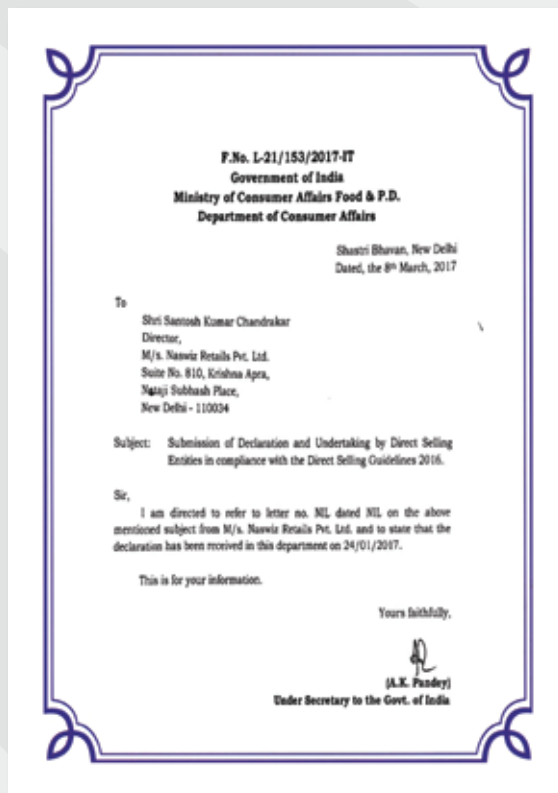 F.No. L-21/153/2017-IT
Government of India
Ministry of Consumer Affairs Food & P.D.
Department of Consumer Affairs
Shastri Bhavan, New Delhi
Dated, the 8th March, 2017
To
Shri Santosh Kumar Chandrakar
Director,
M/s. Naswiz Retails Pvt. Ltd.
Suite No. 810, Krishna Apra,
Netaji Subhash Place,
New Delhi - 110034
Subject: Submission of Declaration and Undertaking by Direct Selling
Entities in compliance with the Direct Selling Guidelines 2016.
Sir,
I am directed to refer to letter no. NIL dated NIL on the above
mentioned subject from M/s. Naswiz Retails Pvt. Ltd. and to state that the
declaration has been received in this department on 24/01/2017.
This is for your information.
Yours faithfully,
(A.K. Pandey)
Under Secretary to the Govt. of India